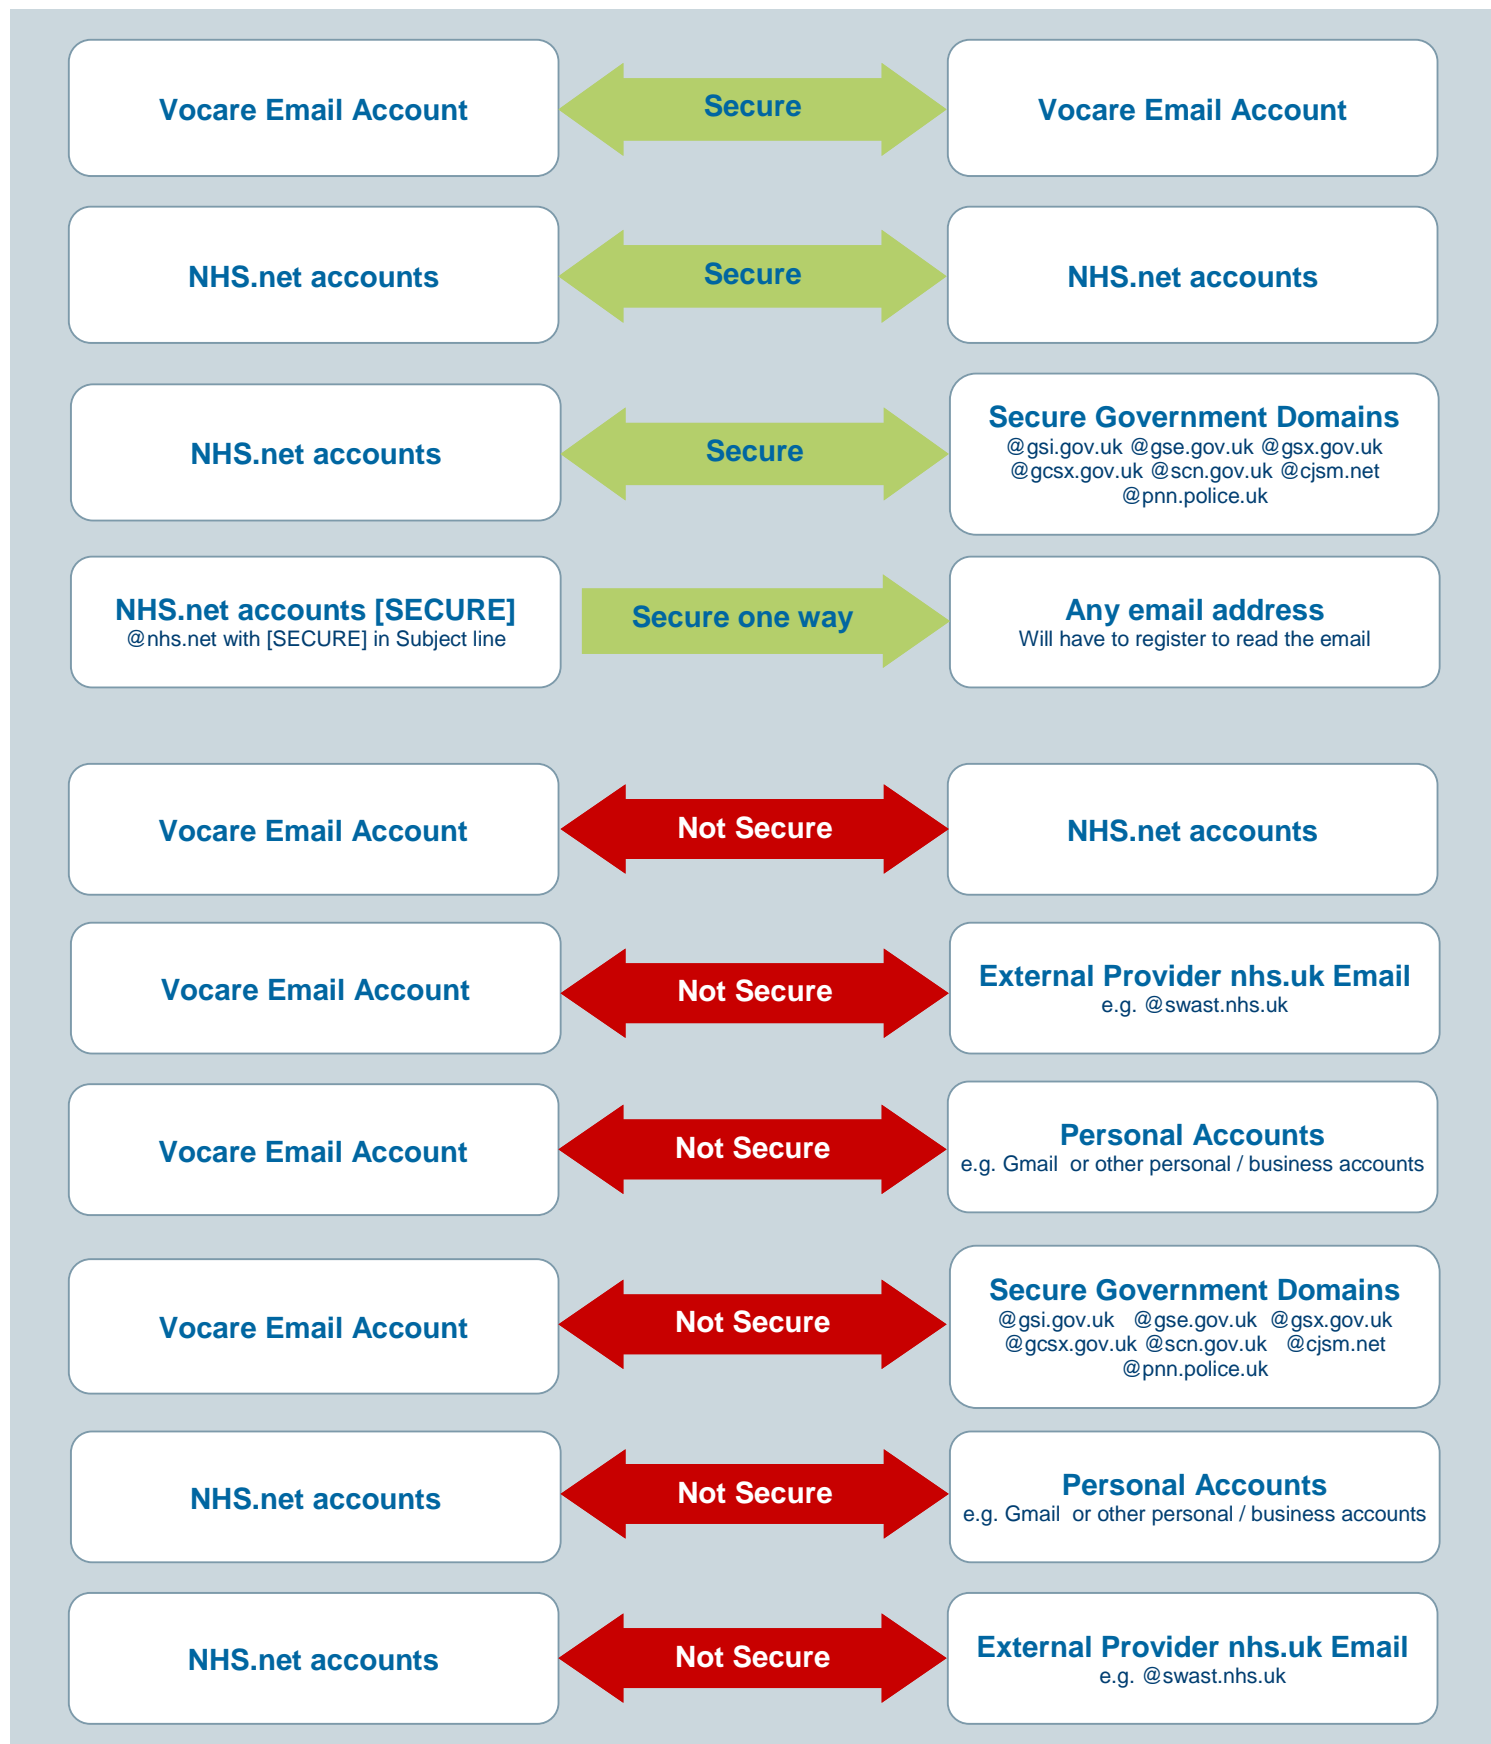 Vocare Email Account
Secure
Vocare Email Account
NHS.net accounts
Secure
NHS.net accounts
NHS.net accounts
Secure
Secure Government Domains
@gsi.gov.uk @gse.gov.uk @gsx.gov.uk
@gcsx.gov.uk @scn.gov.uk @cjsm.net
@pnn.police.uk
NHS.net accounts [SECURE]
@nhs.net with [SECURE] in Subject line
Secure one way
Any email address
Will have to register to read the email
Vocare Email Account
Not Secure
NHS.net accounts
Vocare Email Account
Not Secure
External Provider nhs.uk Email
e.g. @swast.nhs.uk
Vocare Email Account
Not Secure
Personal Accounts
e.g. Gmail or other personal / business accounts
Vocare Email Account
Not Secure
Secure Government Domains
@gsi.gov.uk @gse.gov.uk @gsx.gov.uk
@gcsx.gov.uk @scn.gov.uk @cjsm.net
@pnn.police.uk
NHS.net accounts
Not Secure
Personal Accounts
e.g. Gmail or other personal / business accounts
NHS.net accounts
Not Secure
External Provider nhs.uk Email
e.g. @swast.nhs.uk